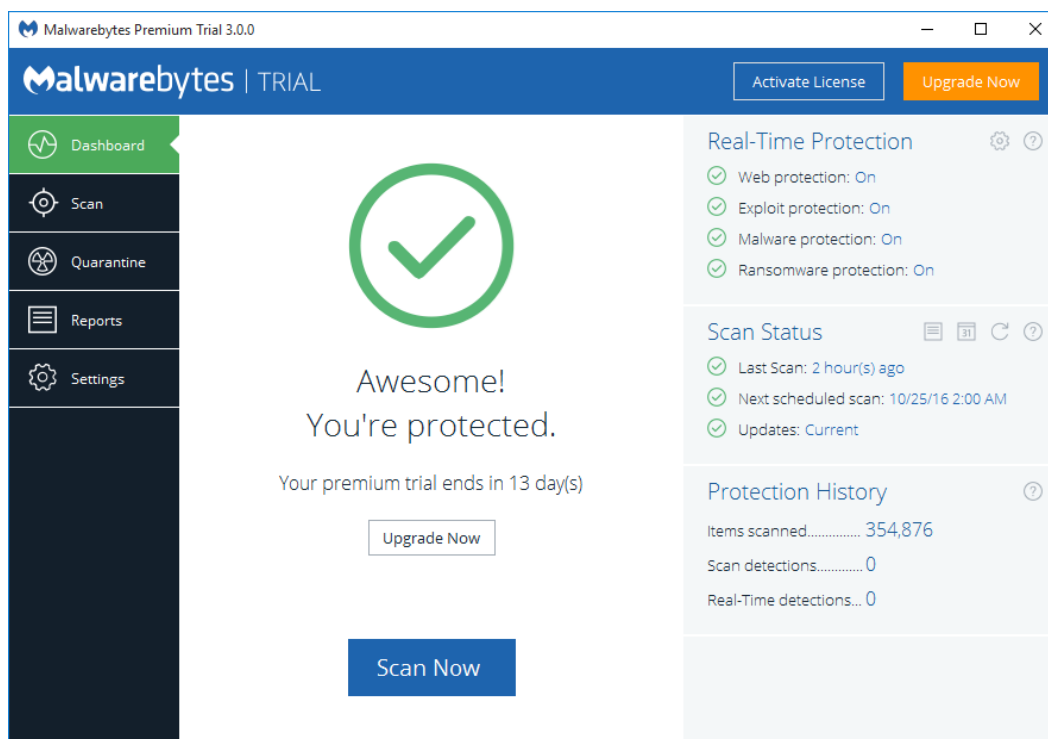 Malwarebytes Premium Trial 3.0.0
Malwarebytes | TRIAL
Activate License
Upgrade Now
Dashboard
Scan
Quarantine
Reports
Settings
Awesome!
You're protected.
Your premium trial ends in 13 day(s)
Upgrade Now
Scan Now
Real-Time Protection
?
Web protection: On
Exploit protection: On
Malware protection: On
Ransomware protection: On
Scan Status
31
?
Last Scan: 2 hour(s) ago
Next scheduled scan: 10/25/16 2:00 AM
Updates: Current
Protection History
?
Items scanned............... 354,876
Scan detections............. 0
Real-Time detections... 0